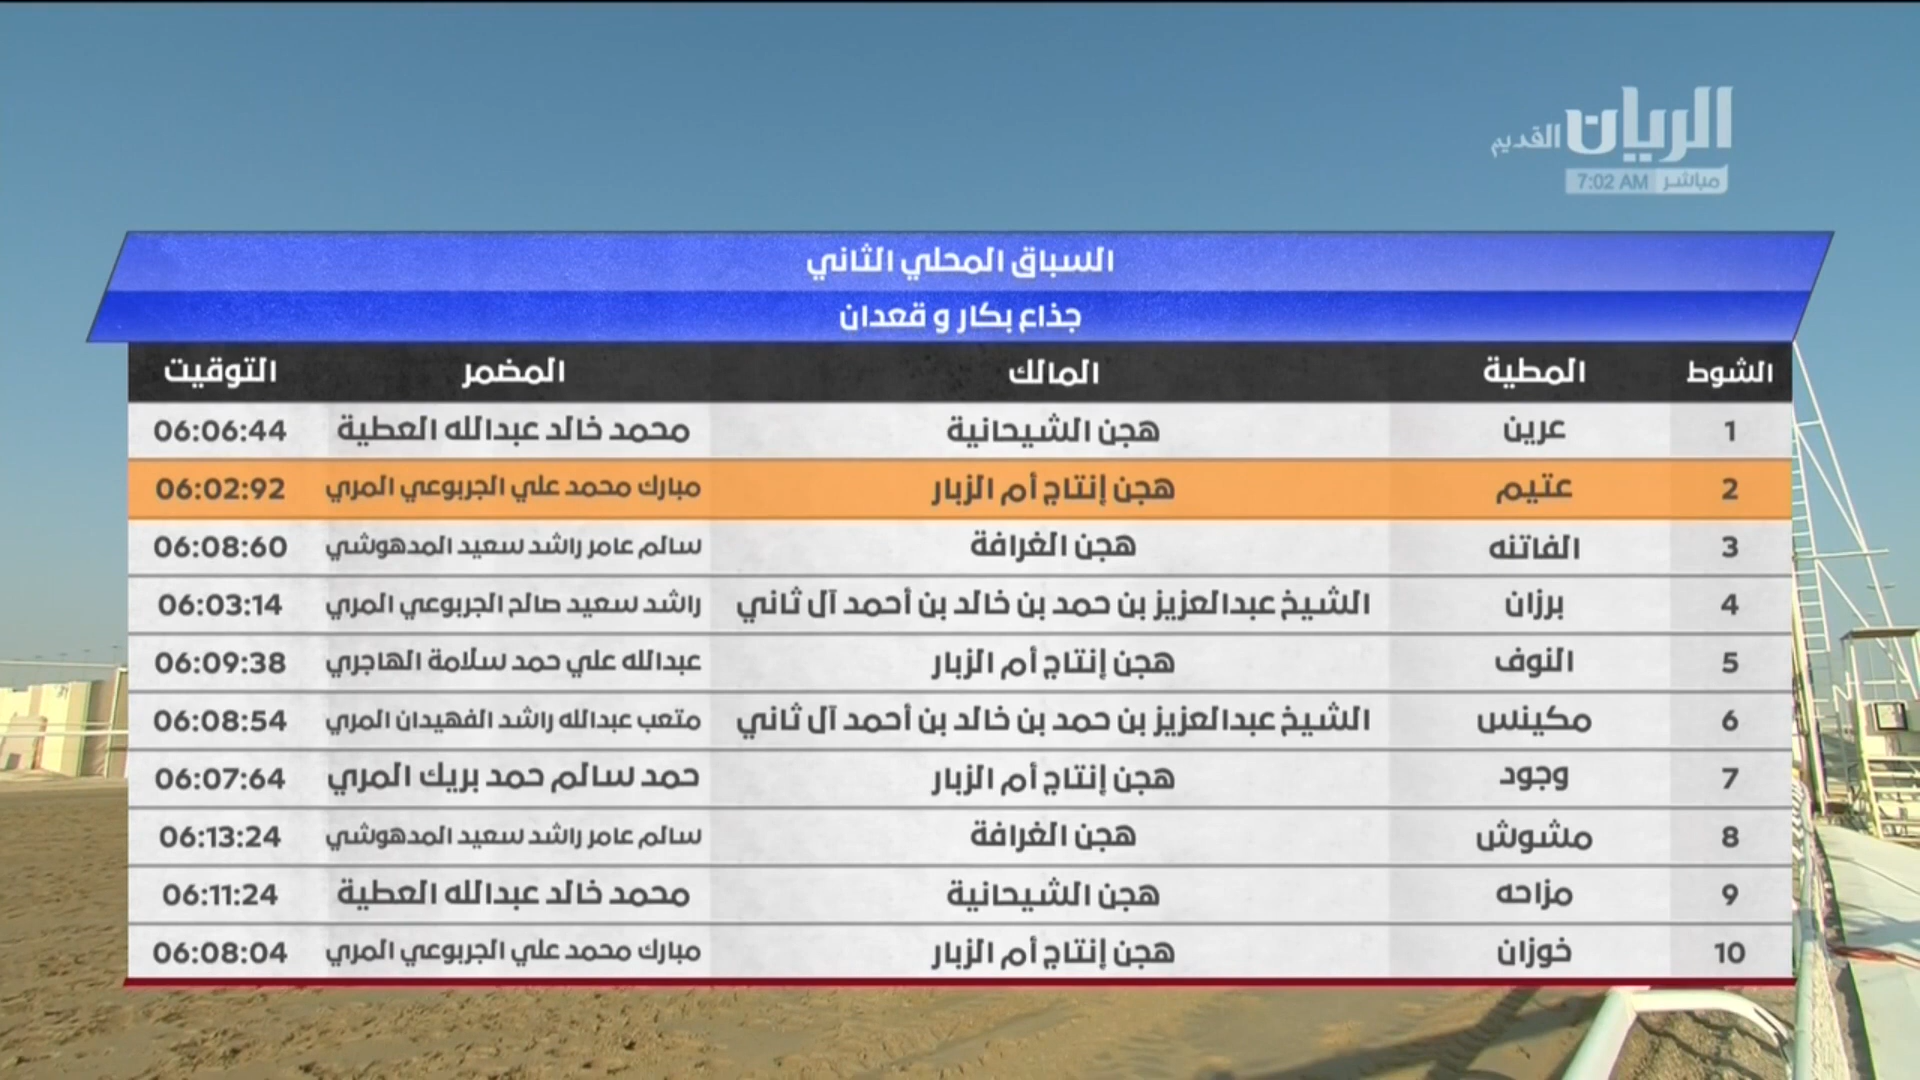 الريان القديم
مباشر 7:02 AM
السباق المحلي الثاني
جذاع بكار و قعدان
الشوط المطية المالك المضمر التوقيت
1 عرين هجن الشيحانية محمد خالد عبدالله العطية 06:06:44
2 عتيم هجن إنتاج أم الزبار مبارك محمد علي الجربوعي المري 06:02:92
3 الفاتنه هجن الغرافة سالم عامر راشد سعيد المدهوشي 06:08:60
4 برزان الشيخ عبدالعزيز بن حمد بن خالد بن أحمد آل ثاني راشد سعيد صالح الجربوعي المري 06:03:14
5 النوف هجن إنتاج أم الزبار عبدالله علي حمد سلامة الهاجري 06:09:38
6 مكينس الشيخ عبدالعزيز بن حمد بن خالد بن أحمد آل ثاني متعب عبدالله راشد الفهيدان المري 06:08:54
7 وجود هجن إنتاج أم الزبار حمد سالم حمد بريك المري 06:07:64
8 مشوش هجن الغرافة سالم عامر راشد سعيد المدهوشي 06:13:24
9 مزاحه هجن الشيحانية محمد خالد عبدالله العطية 06:11:24
10 خوزان هجن إنتاج أم الزبار مبارك محمد علي الجربوعي المري 06:08:04